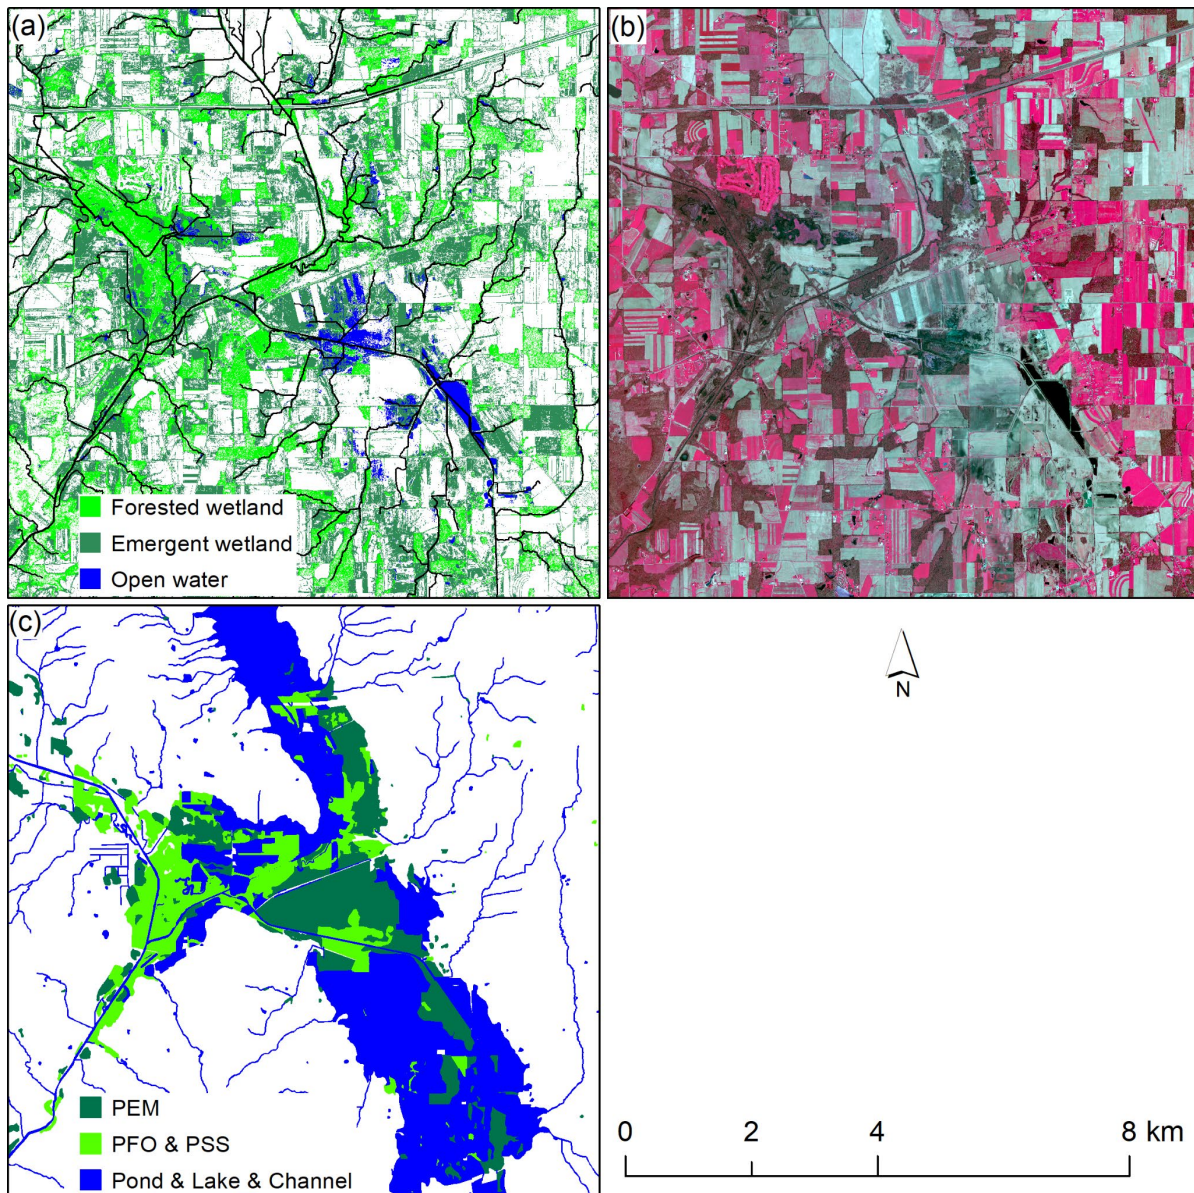 (a)
(b)
Forested wetland
Emergent wetland
Open water
(c)
N
PEM
PFO & PSS
Pond & Lake & Channel
0 2 4 8 km